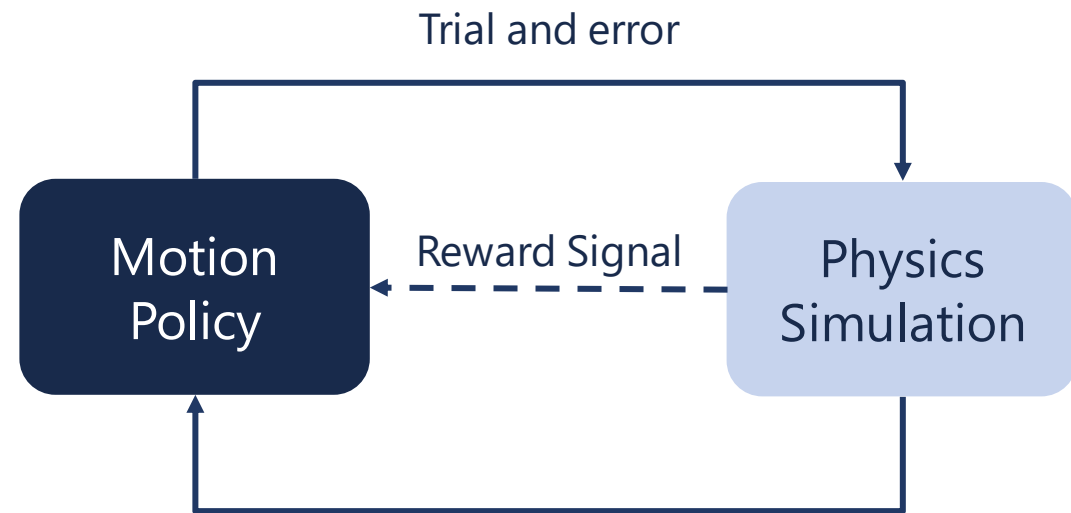 Trial and error
Motion
Policy
Reward Signal
Physics
Simulation